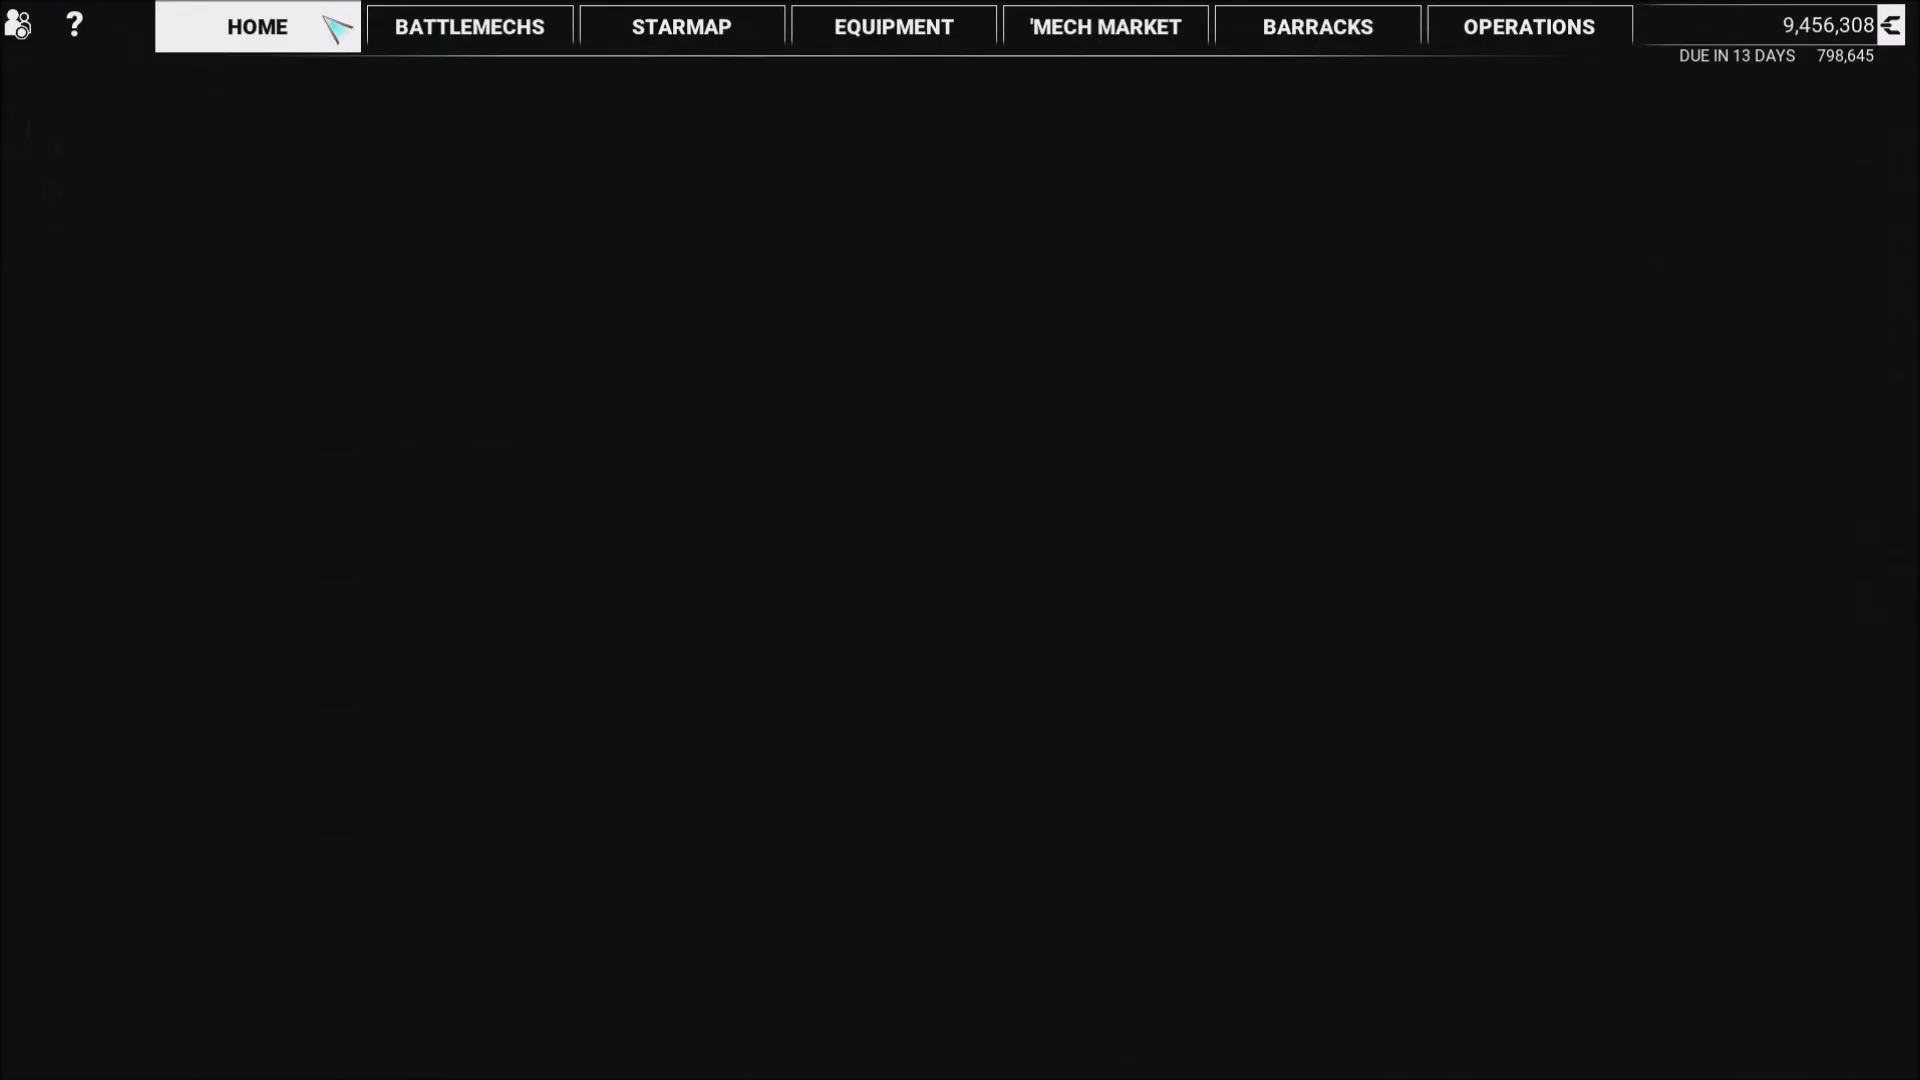 ?
HOME
BATTLEMECHS
STARMAP
EQUIPMENT
'MECH MARKET
BARRACKS
OPERATIONS
9,456,308
DUE IN 13 DAYS 798,645